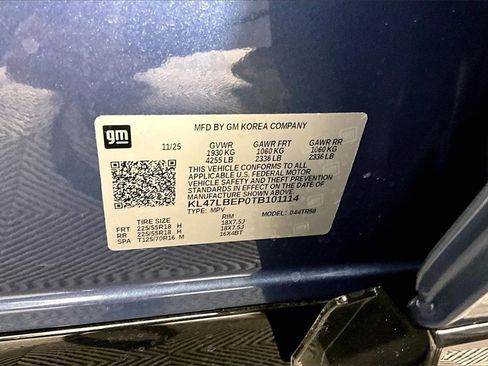 gm
MFD BY GM KOREA COMPANY
11/25 GVWR GAWR FRT GAWR RR
1930 KG 1060 KG 1060 KG
4255 LB 2336 LB 2336 LB
THIS VEHICLE CONFORMS TO ALL
APPLICABLE U.S. FEDERAL MOTOR
VEHICLE SAFETY AND THEFT PREVENTION
STANDARDS IN EFFECT ON THE DATE OF
MANUFACTURE SHOWN ABOVE.
KL47LBEP0TB101114
TYPE: MPV MODEL: 044TR58
TIRE SIZE RIM
FRT 225/55R18 H 18X7.5J
RR 225/55R18 H 18X7.5J
SPA T125/70R16 M 16X4BT